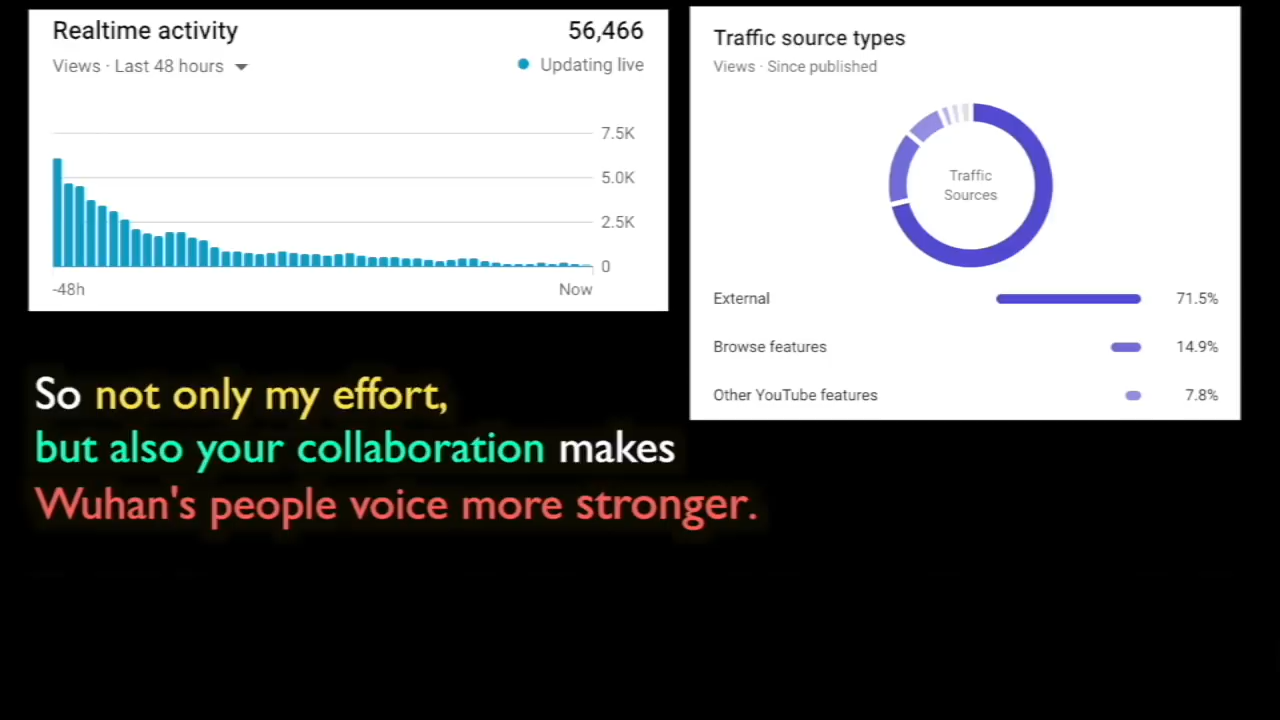 Realtime activity 56,466
Views · Last 48 hours Updating live
7.5K
5.0K
2.5K
0
-48h Now
Traffic source types
Views · Since published
Traffic
Sources
External 71.5%
Browse features 14.9%
Other YouTube features 7.8%
So not only my effort,
but also your collaboration makes
Wuhan's people voice more stronger.